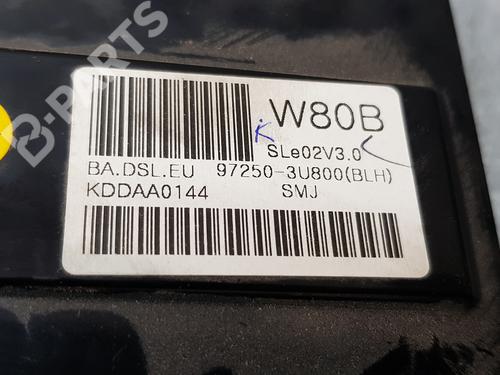 B-PARTS
W80B
SLe02V3.0
BA.DSL.EU 97250-3U800(BLH)
KDDAA0144 SMJ